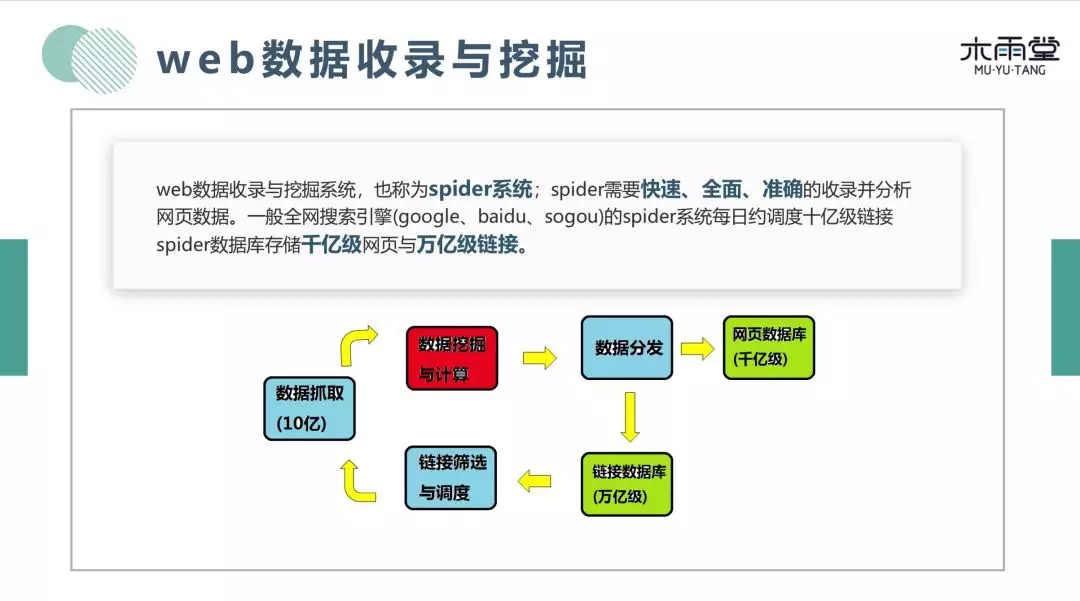 web数据收录与挖掘
木雨堂
MU·YU·TANG
web数据收录与挖掘系统，也称为spider系统；spider需要快速、全面、准确的收录并分析
网页数据。一般全网搜索引擎(google、baidu、sogou)的spider系统每日约调度十亿级链接
spider数据库存储千亿级网页与万亿级链接。
数据抓取
(10亿)
数据挖掘
与计算
数据分发
网页数据库
(千亿级)
链接筛选
与调度
链接数据库
(万亿级)